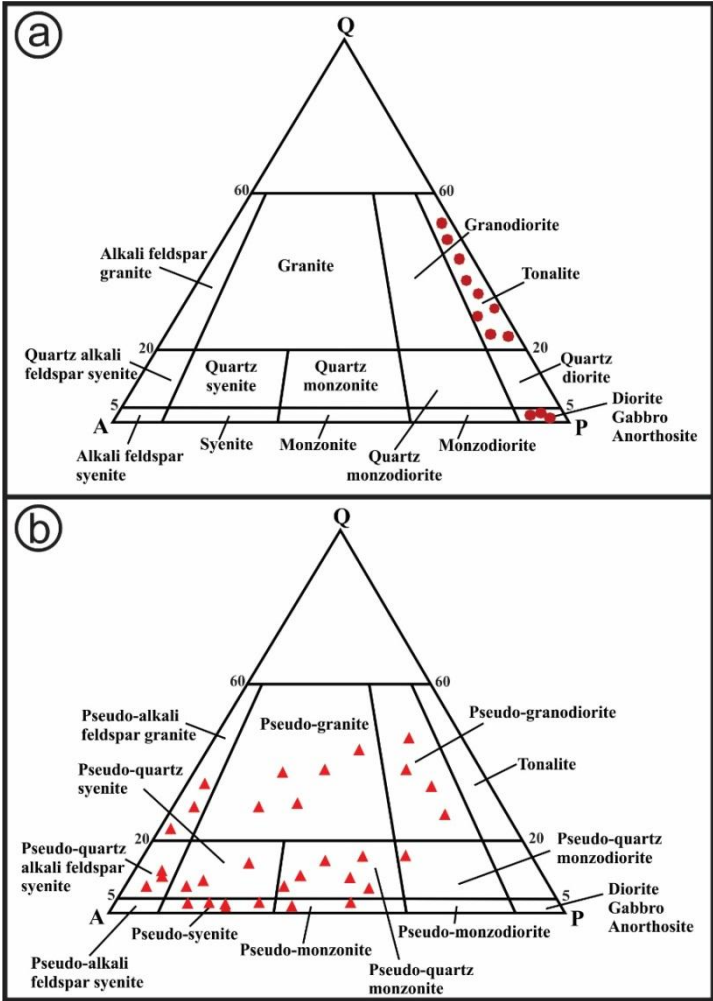 a
Q
60
60
Granodiorite
Alkali feldspar
granite
Granite
Tonalite
20
20
Quartz alkali
feldspar syenite
Quartz
syenite
Quartz
monzonite
Quartz
diorite
5
5
A
P
Diorite
Gabbro
Anorthosite
Alkali feldspar
syenite
Syenite
Monzonite
Quartz
monzodiorite
Monzodiorite
b
Q
60
60
Pseudo-alkali
feldspar granite
Pseudo-granite
Pseudo-granodiorite
Pseudo-quartz
syenite
Tonalite
20
20
Pseudo-quartz
alkali feldspar
syenite
Pseudo-quartz
monzodiorite
5
5
A
P
Diorite
Gabbro
Anorthosite
Pseudo-syenite
Pseudo-monzonite
Pseudo-monzodiorite
Pseudo-alkali
feldspar syenite
Pseudo-quartz
monzonite